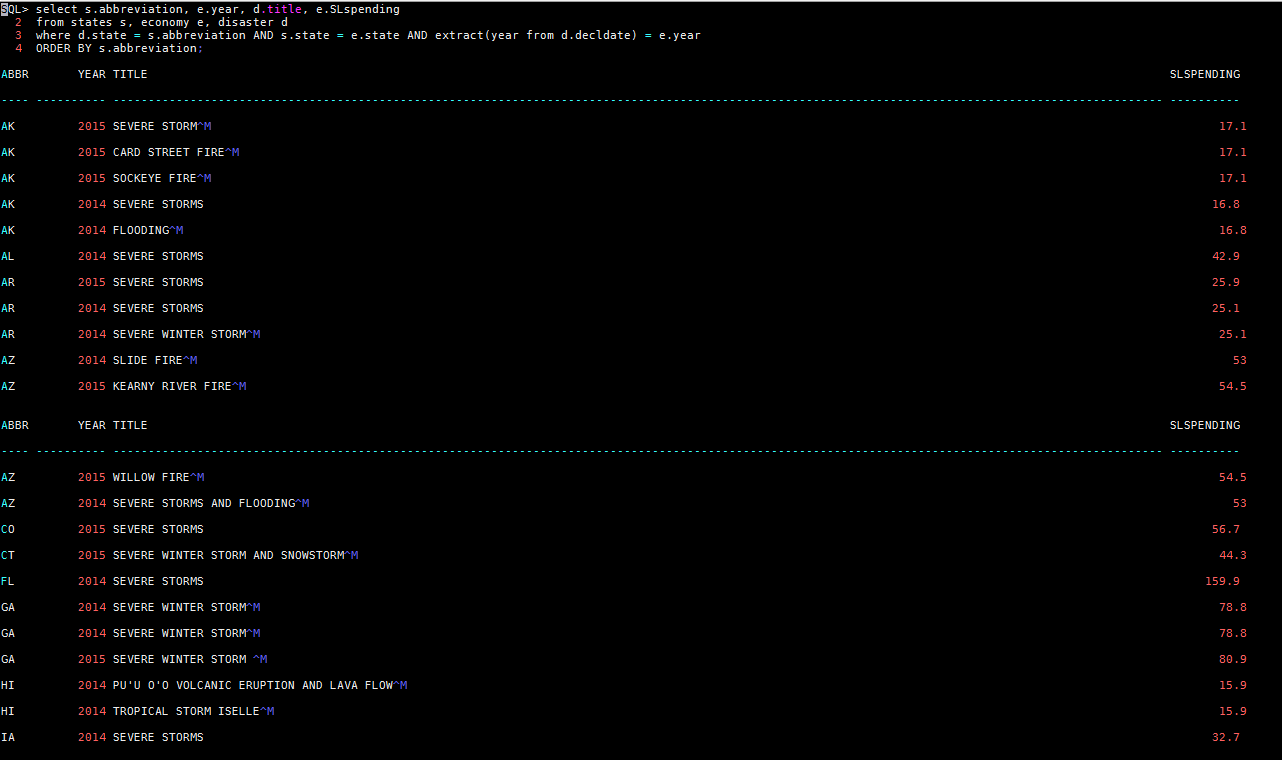 SQL> select s.abbreviation, e.year, d.title, e.SLspending
2 from states s, economy e, disaster d
3 where d.state = s.abbreviation AND s.state = e.state AND extract(year from d.decldate) = e.year
4 ORDER BY s.abbreviation;
ABBR YEAR TITLE SLSPENDING
---- ---------- ------------------------------------------------------------------------------------------------------------------------------------------------------ ----------
AK 2015 SEVERE STORM^M 17.1
AK 2015 CARD STREET FIRE^M 17.1
AK 2015 SOCKEYE FIRE^M 17.1
AK 2014 SEVERE STORMS 16.8
AK 2014 FLOODING^M 16.8
AL 2014 SEVERE STORMS 42.9
AR 2015 SEVERE STORMS 25.9
AR 2014 SEVERE STORMS 25.1
AR 2014 SEVERE WINTER STORM^M 25.1
AZ 2014 SLIDE FIRE^M 53
AZ 2015 KEARNY RIVER FIRE^M 54.5
ABBR YEAR TITLE SLSPENDING
---- ---------- ------------------------------------------------------------------------------------------------------------------------------------------------------ ----------
AZ 2015 WILLOW FIRE^M 54.5
AZ 2014 SEVERE STORMS AND FLOODING^M 53
CO 2015 SEVERE STORMS 56.7
CT 2015 SEVERE WINTER STORM AND SNOWSTORM^M 44.3
FL 2014 SEVERE STORMS 159.9
GA 2014 SEVERE WINTER STORM^M 78.8
GA 2014 SEVERE WINTER STORM^M 78.8
GA 2015 SEVERE WINTER STORM ^M 80.9
HI 2014 PU'U O'O VOLCANIC ERUPTION AND LAVA FLOW^M 15.9
HI 2014 TROPICAL STORM ISELLE^M 15.9
IA 2014 SEVERE STORMS 32.7